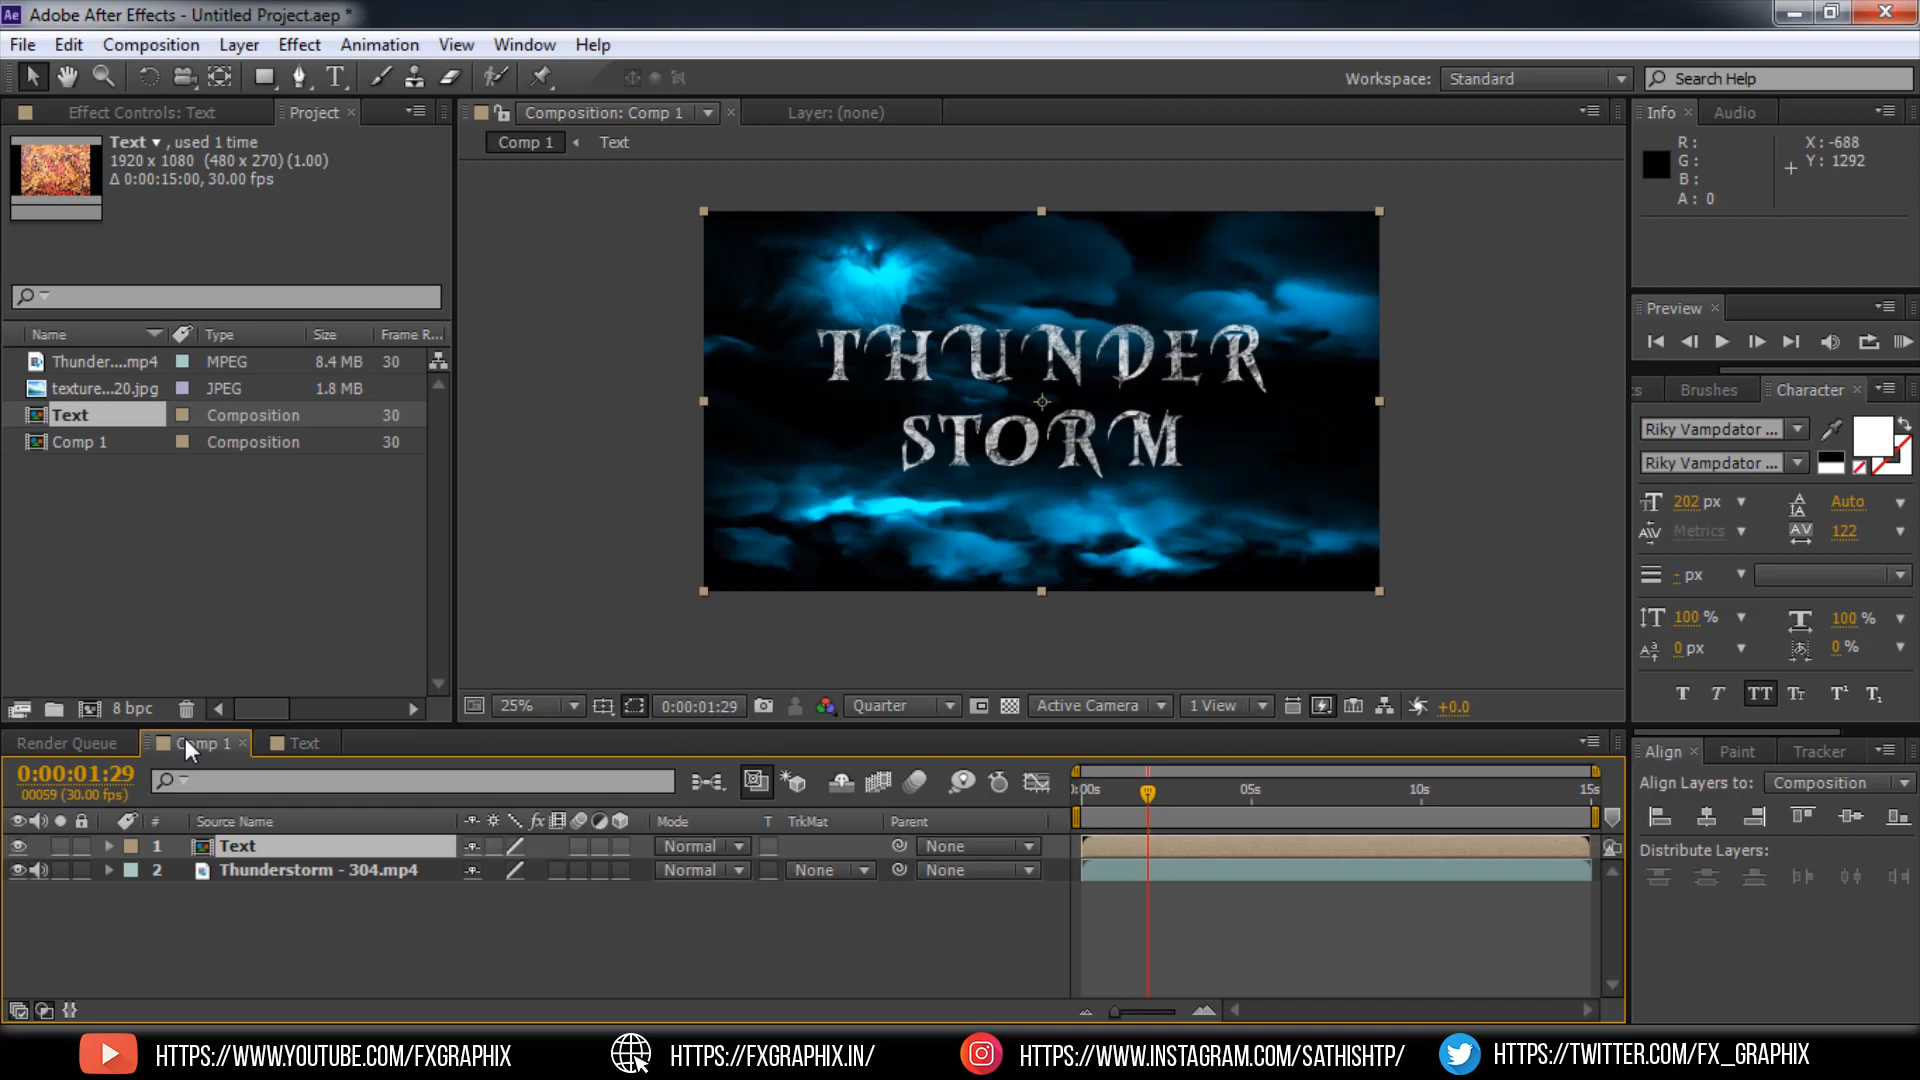 Ae Adobe After Effects - Untitled Project.aep *
File Edit Composition Layer Effect Animation View Window Help
Workspace: Standard Search Help
Effect Controls: Text Project
Text ▾ , used 1 time
1920 x 1080 (480 x 270) (1.00)
Δ 0:00:15:00, 30.00 fps
Name Type Size Frame R...
Thunder....mp4 MPEG 8.4 MB 30
texture...20.jpg JPEG 1.8 MB
Text Composition 30
Comp 1 Composition 30
8 bpc
Composition: Comp 1 Layer: (none)
Comp 1 Text
THUNDER
STORM
25% 0:00:01:29 Quarter Active Camera 1 View +0.0
Info Audio
R: X: -688
G: Y: 1292
B:
A: 0
Preview
Brushes Character
Riky Vampdator ...
Riky Vampdator ...
202 px Auto
Metrics 122
- px
100 % 100 %
0 px 0 %
T T TT Tt T¹ T₁
Render Queue Comp 1 Text
0:00:01:29
00059 (30.00 fps)
# Source Name Mode T TrkMat Parent
1 Text Normal None
2 Thunderstorm - 304.mp4 Normal None None
0:00s 05s 10s 15s
Align Paint Tracker
Align Layers to: Composition
Distribute Layers:
HTTPS://WWW.YOUTUBE.COM/FXGRAPHIX HTTPS://FXGRAPHIX.IN/ HTTPS://WWW.INSTAGRAM.COM/SATHISHTP/ HTTPS://TWITTER.COM/FX_GRAPHIX